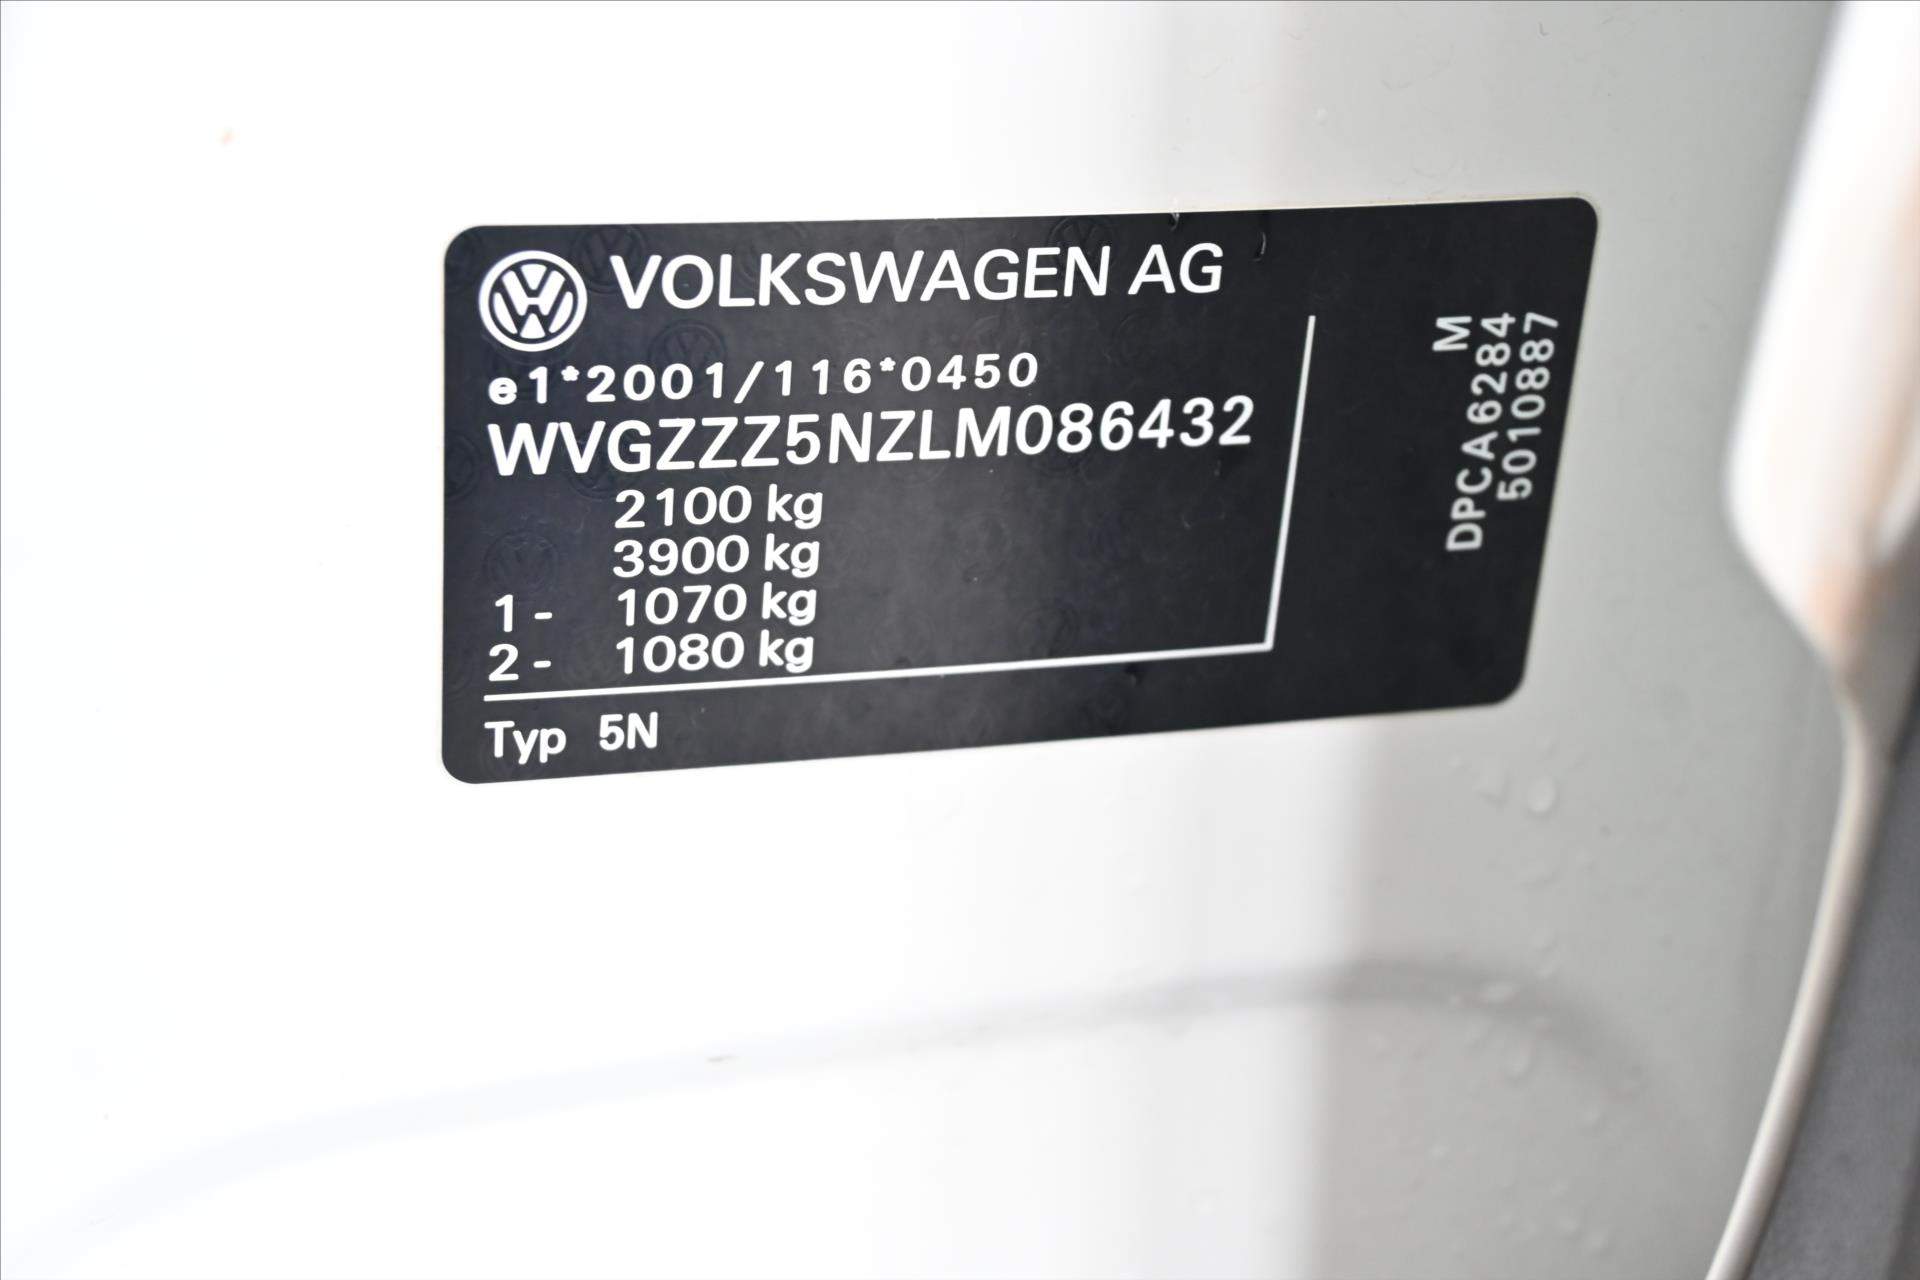 VOLKSWAGEN AG
e1*2001/116*0450
WVGZZZ5NZLM086432
2100 kg
3900 kg
1- 1070 kg
2- 1080 kg
Typ 5N
M
DPCA6284
5010887